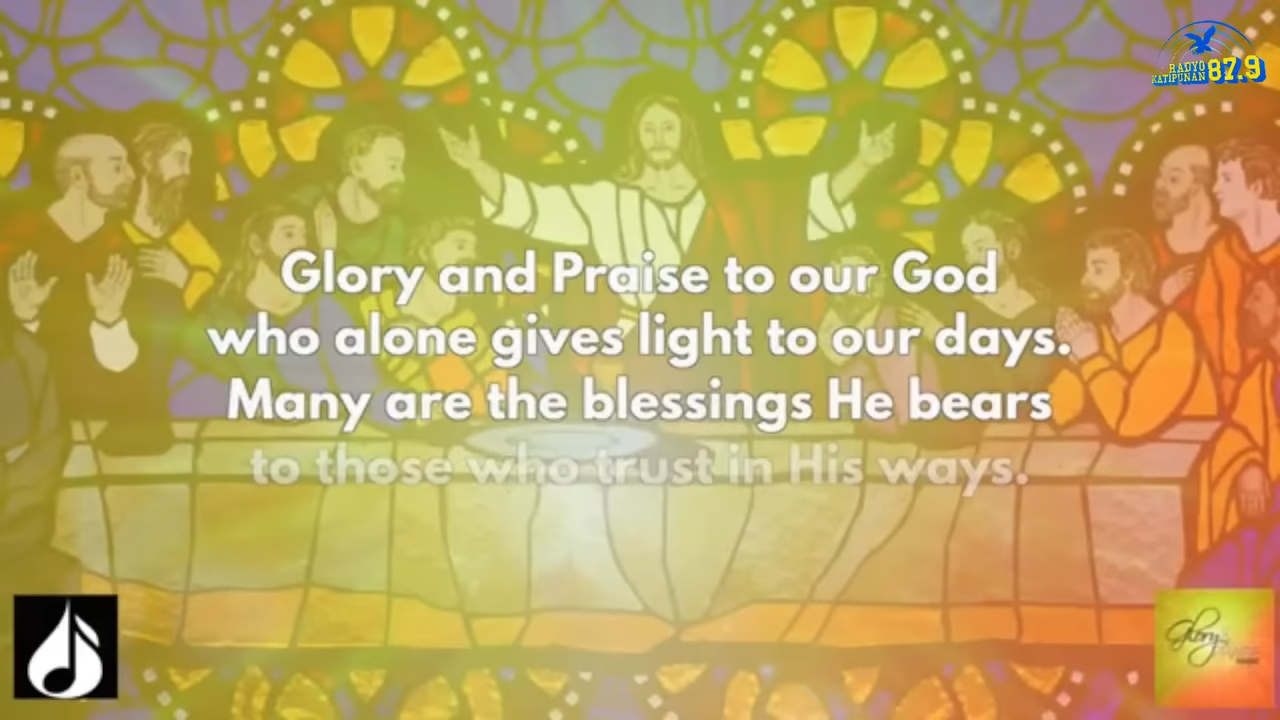 RADYO
KATIPUNAN 87.9
Glory and Praise to our God
who alone gives light to our days.
Many are the blessings He bears
to those who trust in His ways.
Glory